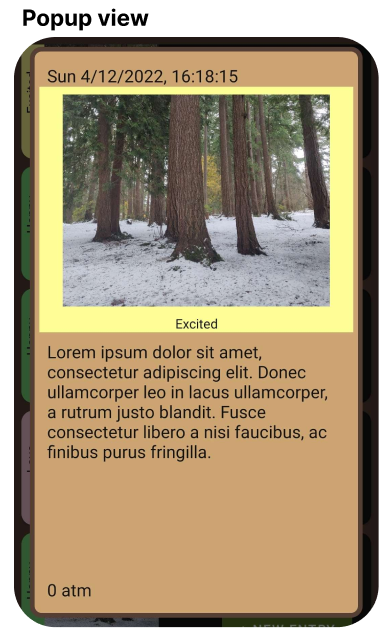 Popup view
Sun 4/12/2022, 16:18:15
Excited
Lorem ipsum dolor sit amet,
consectetur adipiscing elit. Donec
ullamcorper leo in lacus ullamcorper,
a rutrum justo blandit. Fusce
consectetur libero a nisi faucibus, ac
finibus purus fringilla.
0 atm